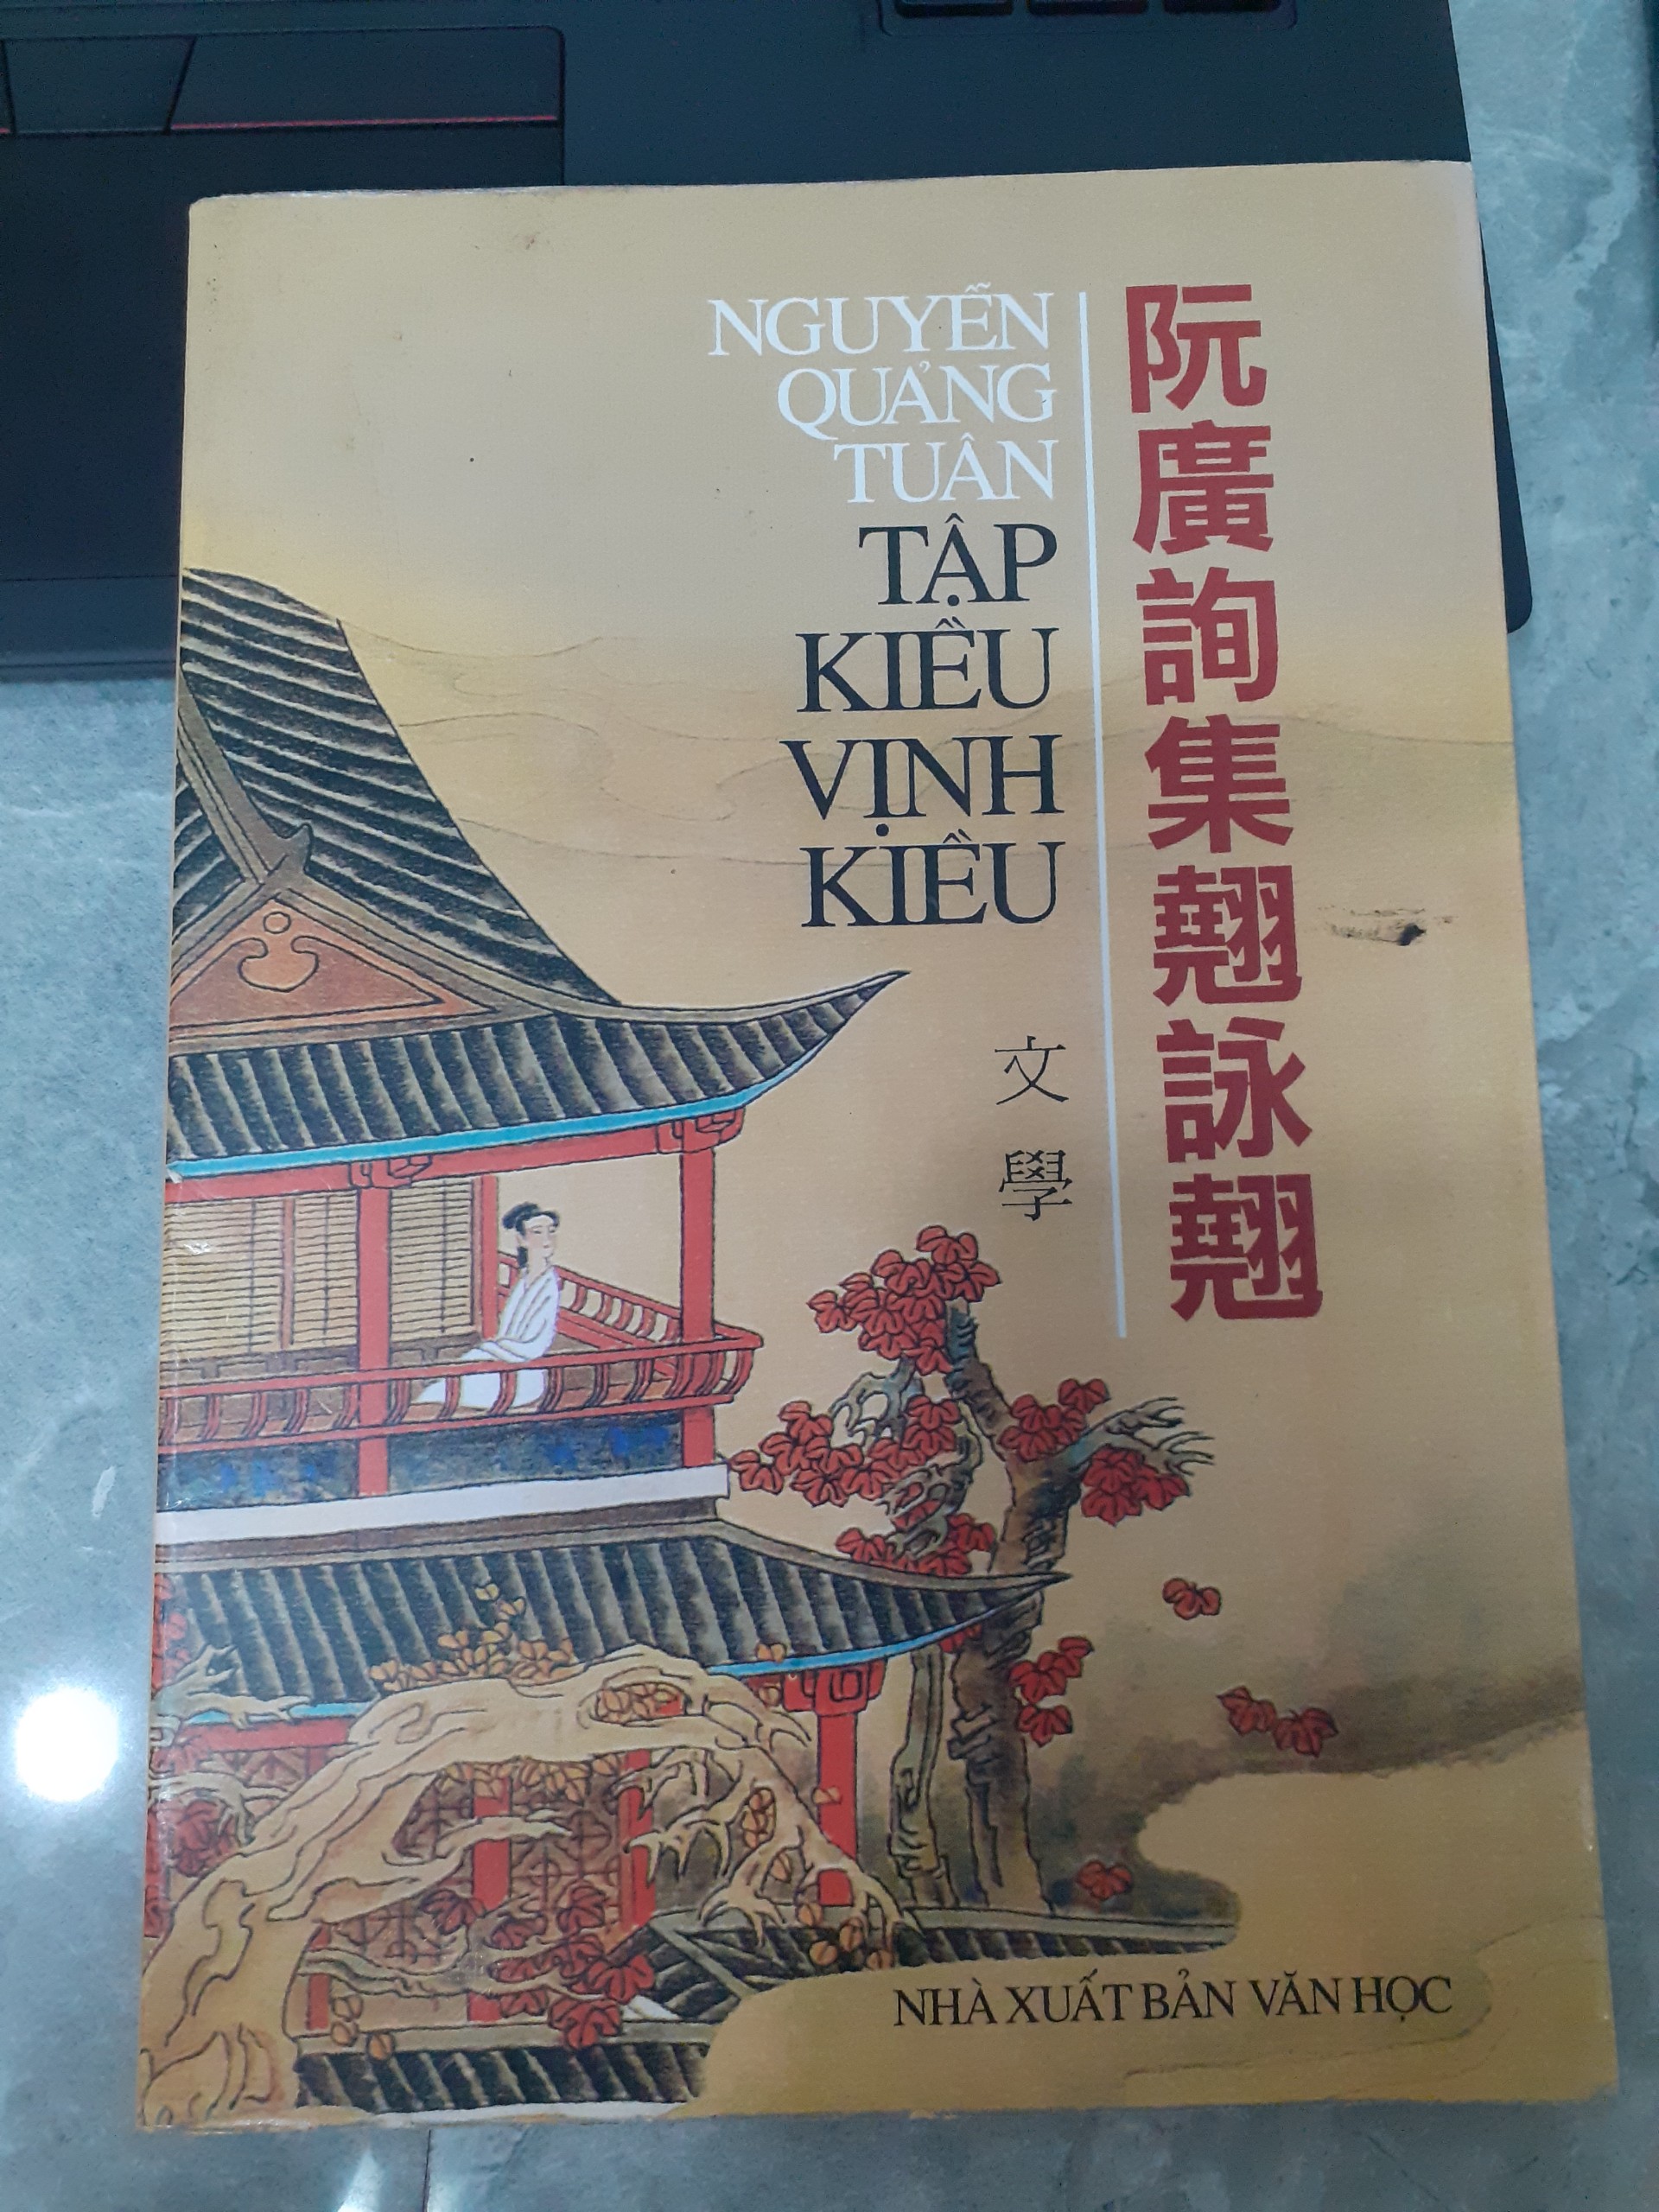 NGUYỄN
QUẢNG
TUÂN
TẬP
KIỀU
VỊNH
KIỀU
阮廣詢集翹詠翹
文學
NHÀ XUẤT BẢN VĂN HỌC